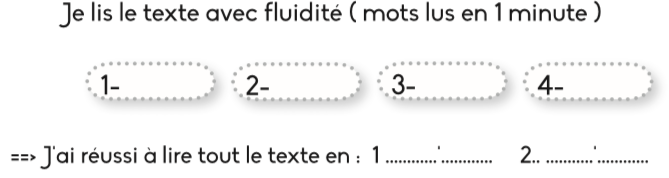 Je lis le texte avec fluidité ( mots lus en 1 minute )
1- 2- 3- 4-
==> J'ai réussi à lire tout le texte en : 1 ............'............ 2.. ...........'............